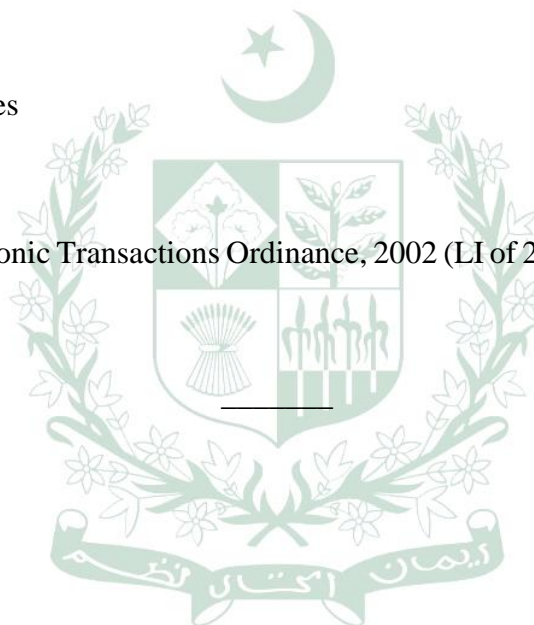 es
onic Transactions Ordinance, 2002 (LI of 2
ایمان اتحاد نظم